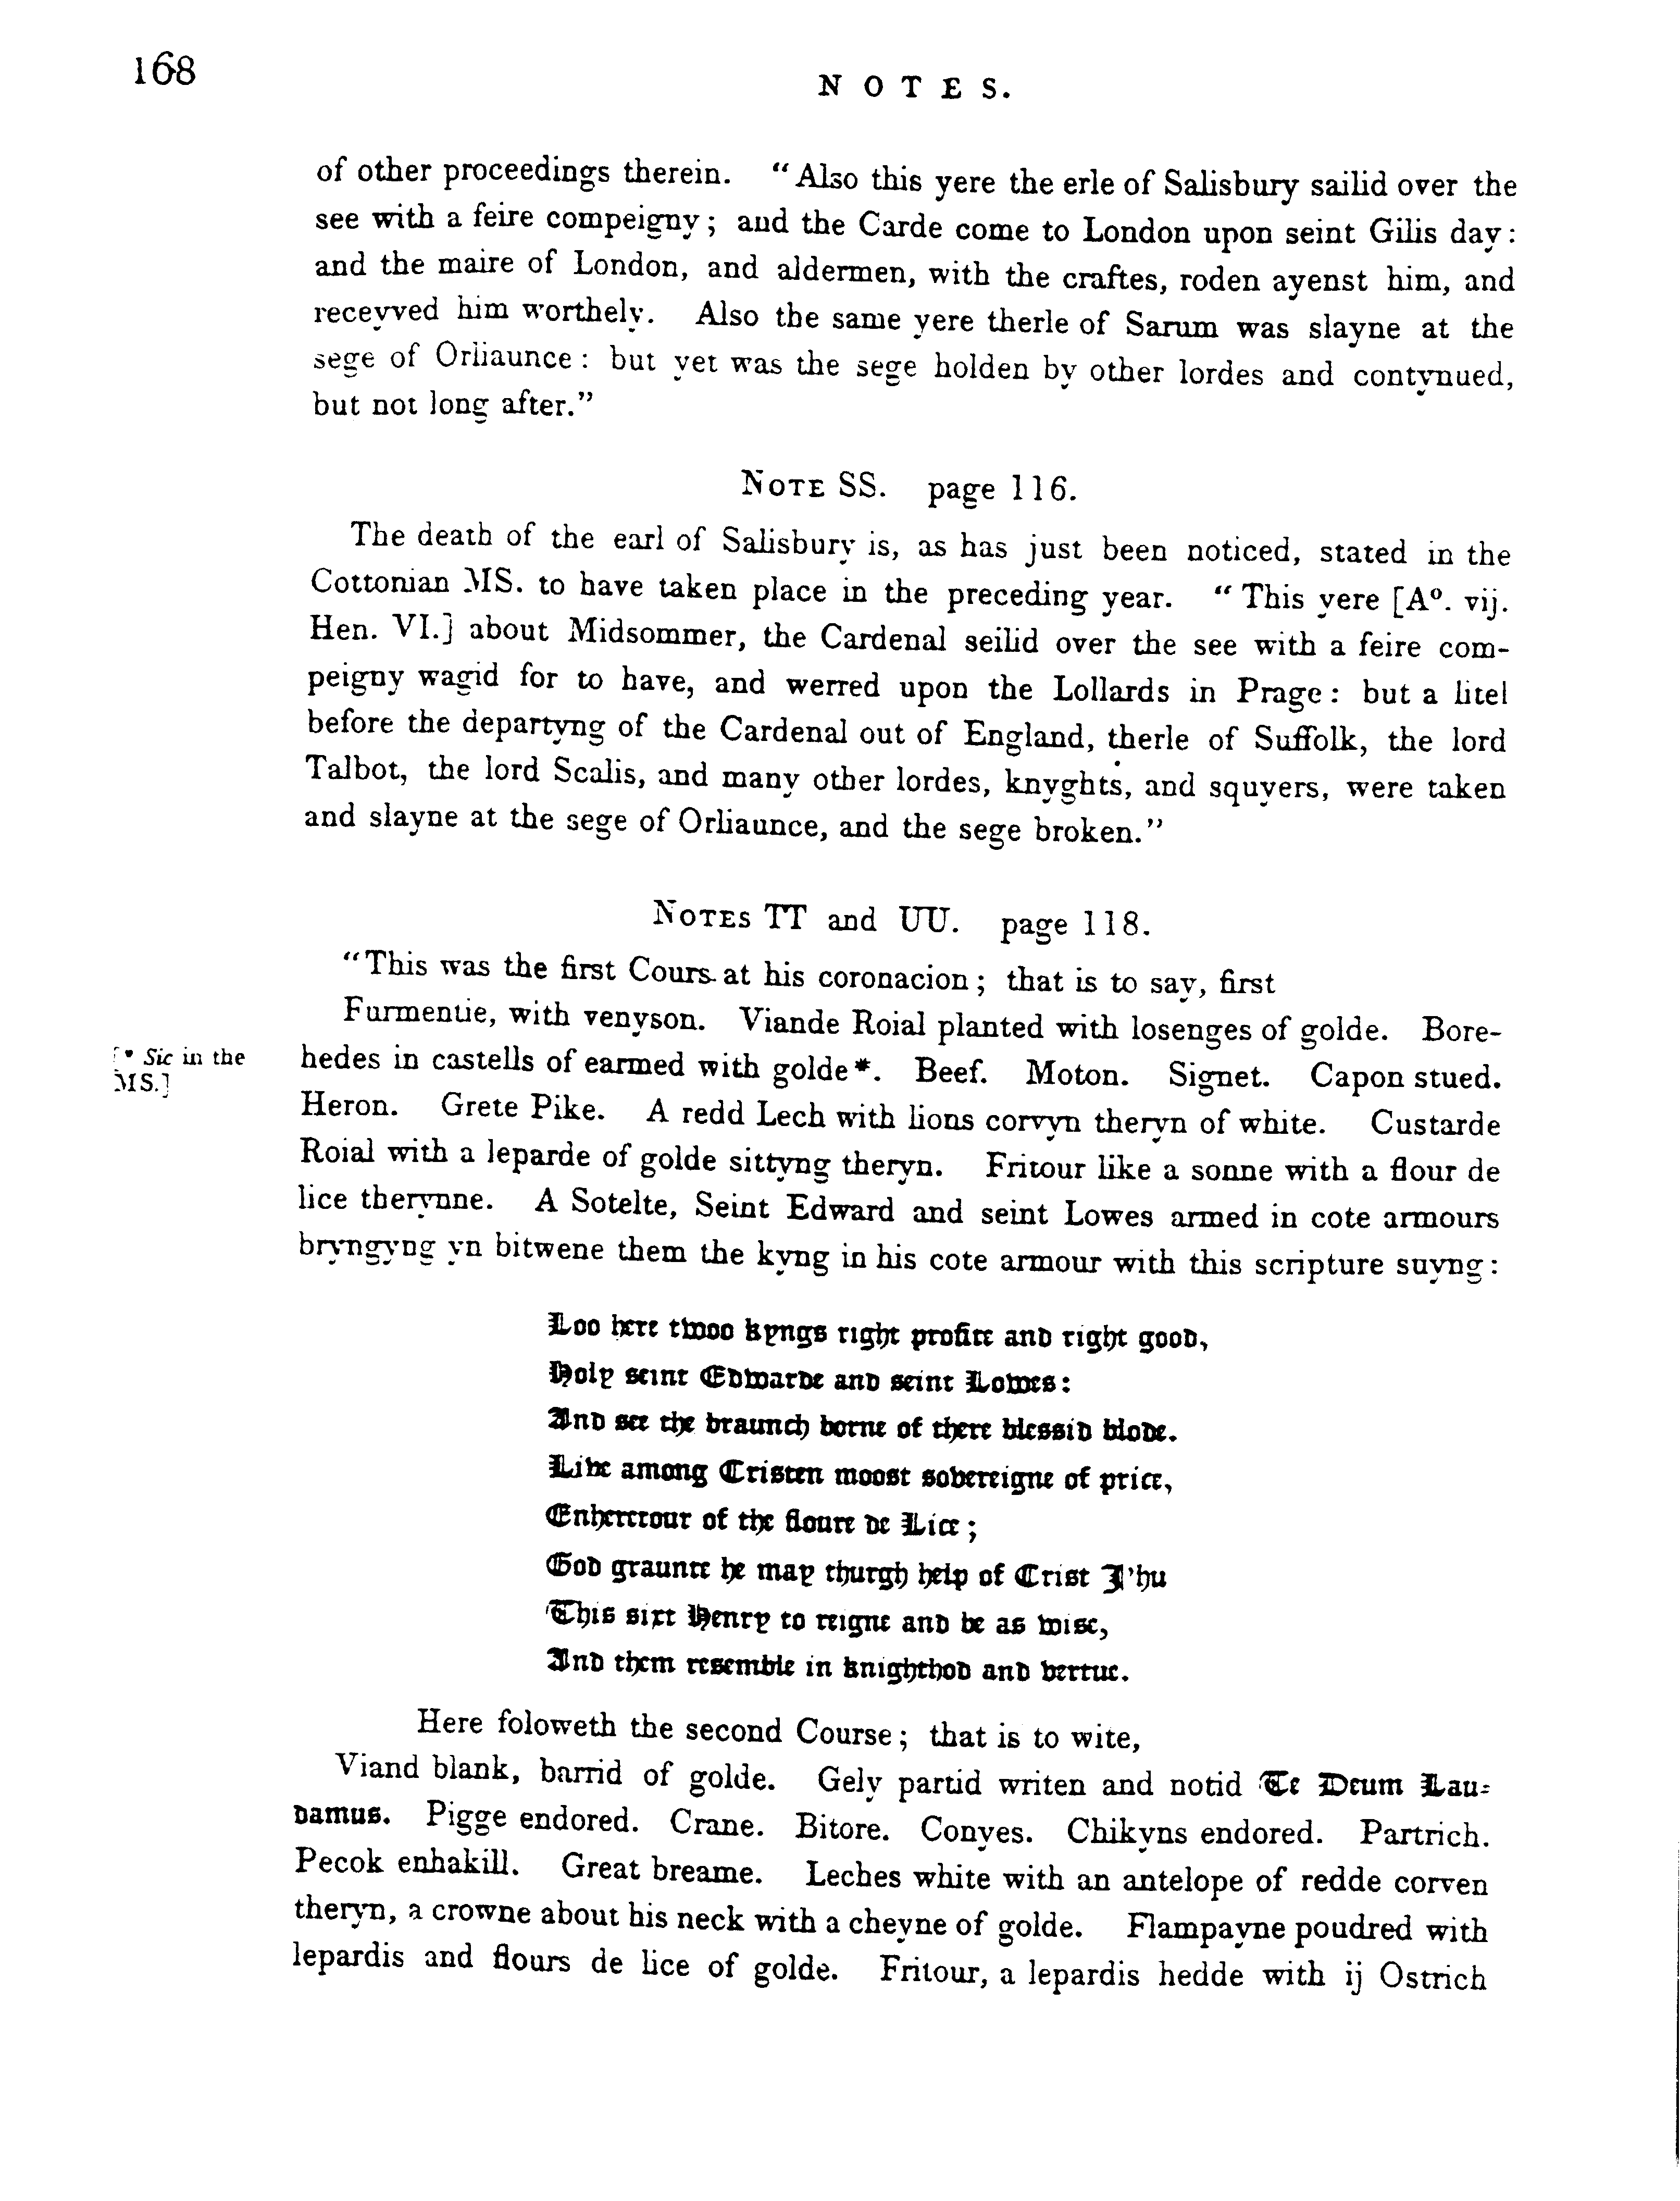 168
NOTES.
of other proceedings therein. "Also this yere the erle of Salisbury sailid over the
see with a feire compeigny; and the Carde come to London upon seint Gilis day:
and the maire of London, and aldermen, with the craftes, roden ayenst him, and
receyved him worthely. Also the same yere therle of Sarum was slayne at the
sege of Orliaunce: but yet was the sege holden by other lordes and contynued,
but not long after."
NOTE SS. page 116.
The death of the earl of Salisbury is, as has just been noticed, stated in the
Cottonian MS. to have taken place in the preceding year. "This yere [Aº. vij.
Hen. VI.] about Midsommer, the Cardenal seilid over the see with a feire com-
peigny wagid for to have, and werred upon the Lollards in Prage: but a litel
before the departyng of the Cardenal out of England, therle of Suffolk, the lord
Talbot, the lord Scalis, and many other lordes, knyghts, and squyers, were taken
and slayne at the sege of Orliaunce, and the sege broken."
NOTES TT and UU. page 118.
"This was the first Cours at his coronacion; that is to say, first
Furmentie, with venyson. Viande Roial planted with losenges of golde. Bore-
[* Sic in the
MS.]
hedes in castells of earmed with golde*. Beef. Moton. Signet. Capon stued.
Heron. Grete Pike. A redd Lech with lions corvyn theryn of white. Custarde
Roial with a leparde of golde sittyng theryn. Fritour like a sonne with a flour de
lice therynne. A Sotelte, Seint Edward and seint Lowes armed in cote armours
bryngyng yn bitwene them the kyng in his cote armour with this scripture suyng:
Loo here twoo kyngs right profite and right good,
Holy seint Edwarde and seint Lowes:
And see the braunch borne of there blessid blode.
Live among Cristen moost sovereigne of price,
Enheretour of the floure de Lice;
God graunte he may thurgh help of Crist J'hu
This sixt Henry to reigne and be as wise,
And them resemble in knighthod and vertue.
Here foloweth the second Course; that is to wite,
Viand blank, barrid of golde. Gely partid writen and notid Te Deum Lau-
damus. Pigge endored. Crane. Bitore. Conyes. Chikyns endored. Partrich.
Pecok enhakill. Great breame. Leches white with an antelope of redde corven
theryn, a crowne about his neck with a cheyne of golde. Flampayne poudred with
lepardis and flours de lice of golde. Fritour, a lepardis hedde with ij Ostrich